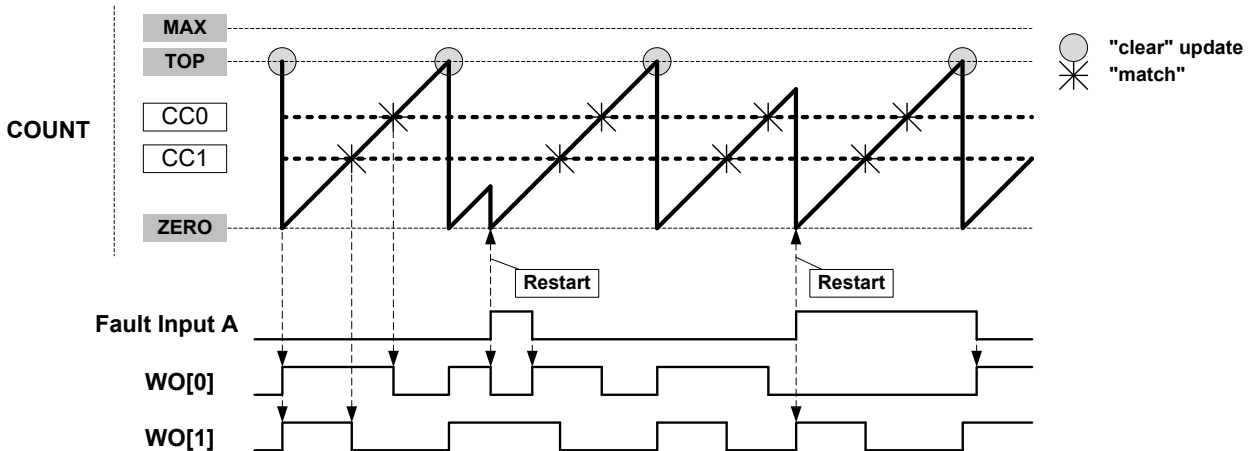 MAX
"clear" update
TOP
"match"
CC0
COUNT
CC1
ZERO
Restart
Restart
Fault Input A
WO[0]
WO[1]